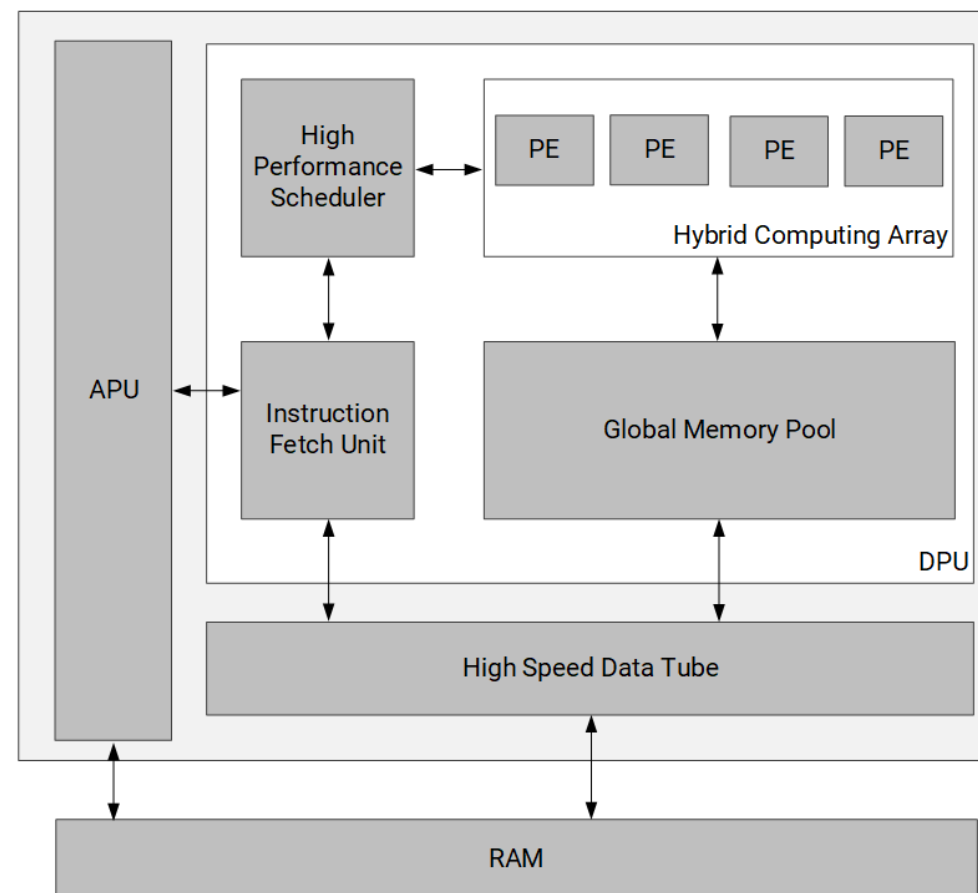 High
Performance
Scheduler
PE
PE
PE
PE
Hybrid Computing Array
APU
Instruction
Fetch Unit
Global Memory Pool
DPU
High Speed Data Tube
RAM